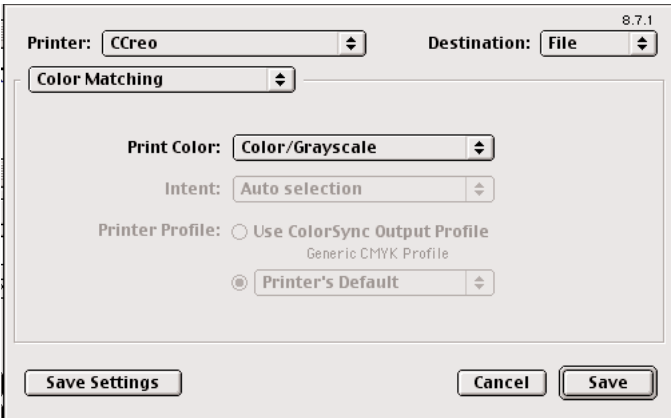 8.7.1
Printer: CCreo Destination: File
Color Matching
Print Color: Color/Grayscale
Intent: Auto selection
Printer Profile: Use ColorSync Output Profile
Generic CMYK Profile
Printer's Default
Save Settings Cancel Save